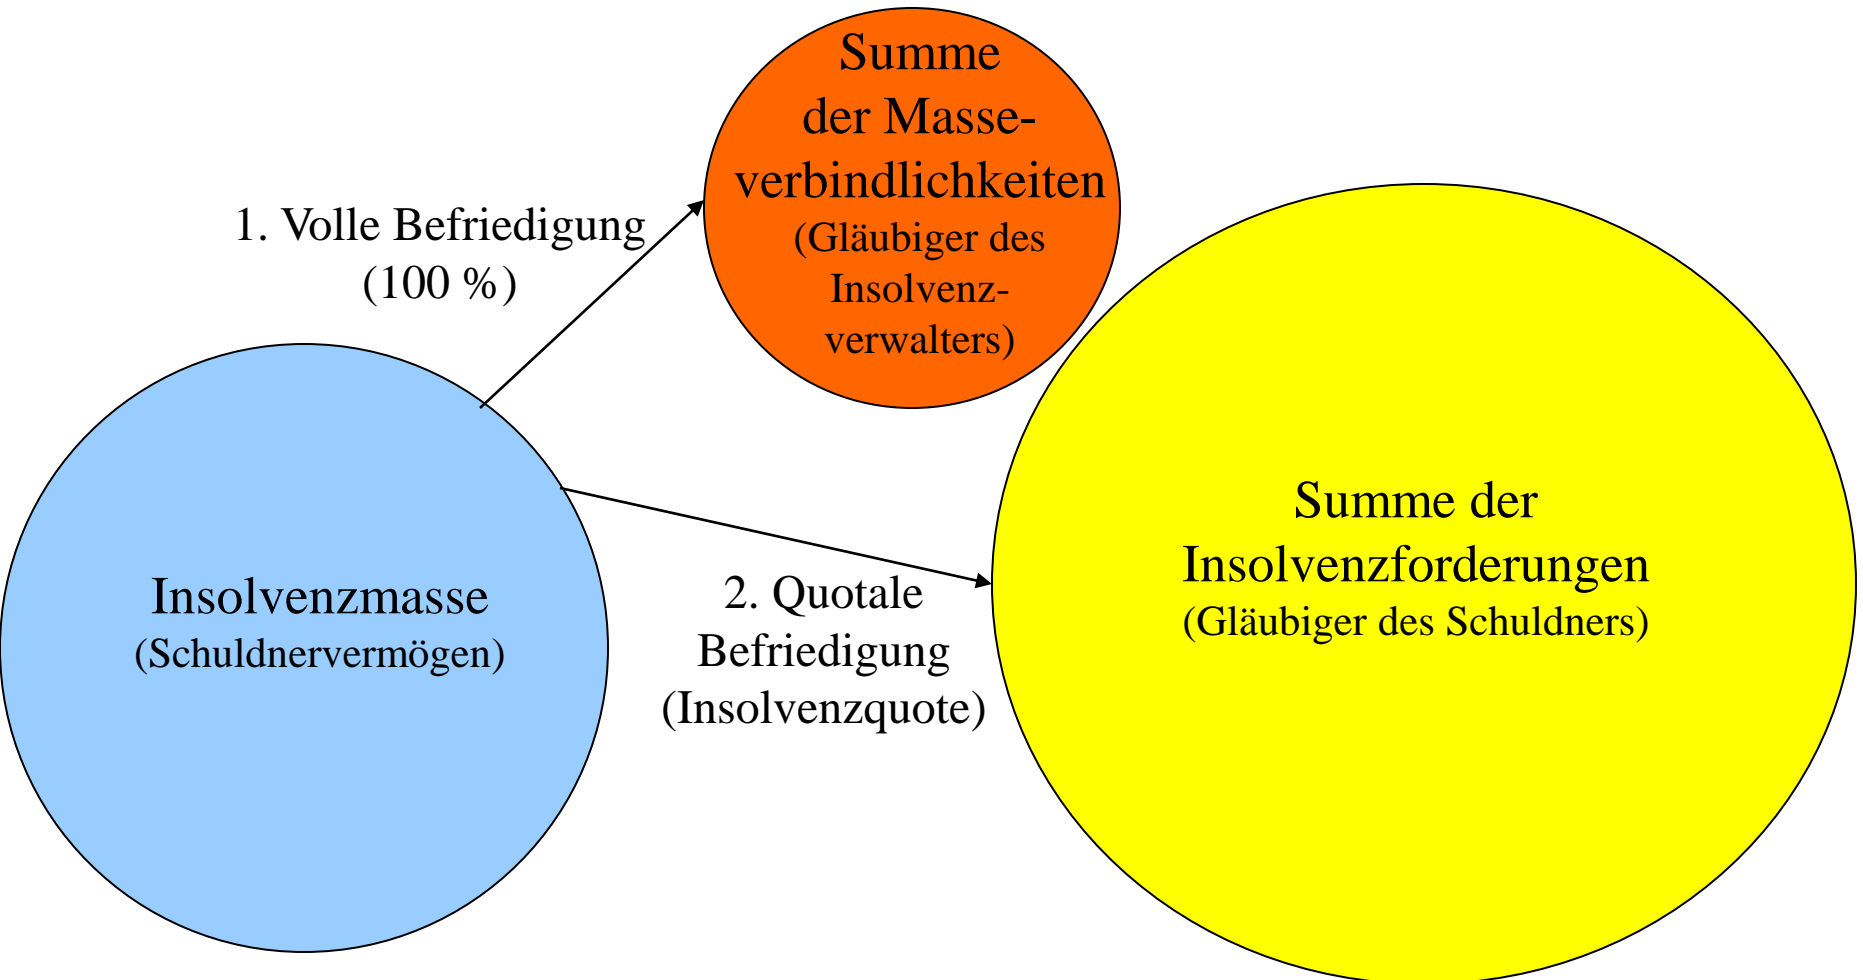 Summe
der Masse-
verbindlichkeiten
(Gläubiger des
Insolvenz-
verwalters)
1. Volle Befriedigung
(100 %)
Insolvenzmasse
(Schuldnervermögen)
2. Quotale
Befriedigung
(Insolvenzquote)
Summe der
Insolvenzforderungen
(Gläubiger des Schuldners)